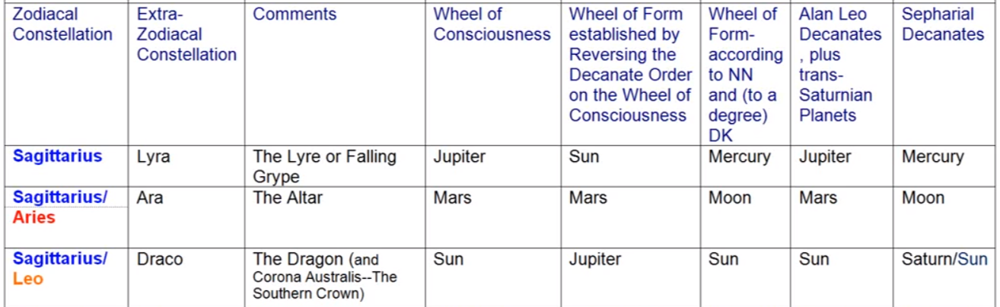 Zodiacal Constellation
Extra-Zodiacal Constellation
Comments
Wheel of Consciousness
Wheel of Form established by Reversing the Decanate Order on the Wheel of Consciousness
Wheel of Form-according to NN and (to a degree) DK
Alan Leo Decanates , plus trans-Saturnian Planets
Sepharial Decanates
Sagittarius
Lyra
The Lyre or Falling Grype
Jupiter
Sun
Mercury
Jupiter
Mercury
Sagittarius/ Aries
Ara
The Altar
Mars
Mars
Moon
Mars
Moon
Sagittarius/ Leo
Draco
The Dragon (and Corona Australis--The Southern Crown)
Sun
Jupiter
Sun
Sun
Saturn/Sun